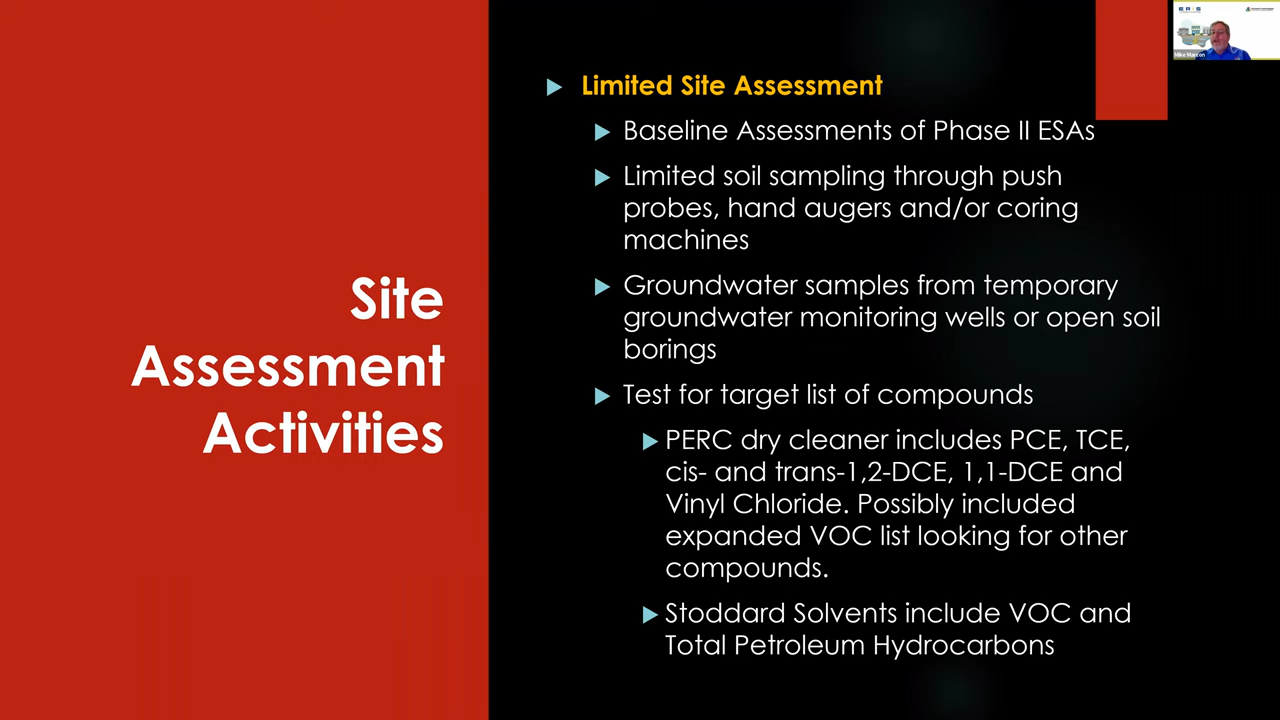 Site
Assessment
Activities
Limited Site Assessment
Baseline Assessments of Phase II ESAs
Limited soil sampling through push
probes, hand augers and/or coring
machines
Groundwater samples from temporary
groundwater monitoring wells or open soil
borings
Test for target list of compounds
PERC dry cleaner includes PCE, TCE,
cis- and trans-1,2-DCE, 1,1-DCE and
Vinyl Chloride. Possibly included
expanded VOC list looking for other
compounds.
Stoddard Solvents include VOC and
Total Petroleum Hydrocarbons
ERIS
Mike Marcon